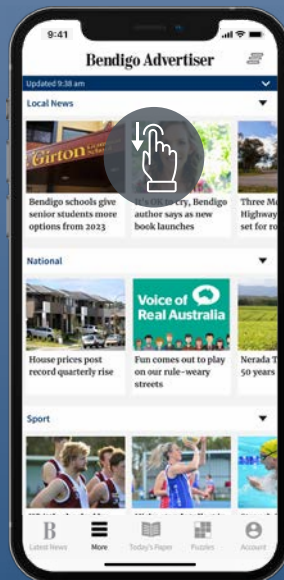 9:41
Bendigo Advertiser
Updated 9:38 am
Local News
Girton
Bendigo schools give
senior students more
options from 2023
It's OK to cry, Bendigo
author says as new
book launches
Three
Highway
set for
National
Voice of
Real Australia
House prices post
record quarterly rise
Fun comes out to play
on our rule-weary
streets
Nerada
50 years
Sport
B
Latest News
More
Today's Paper
Puzzles
Account